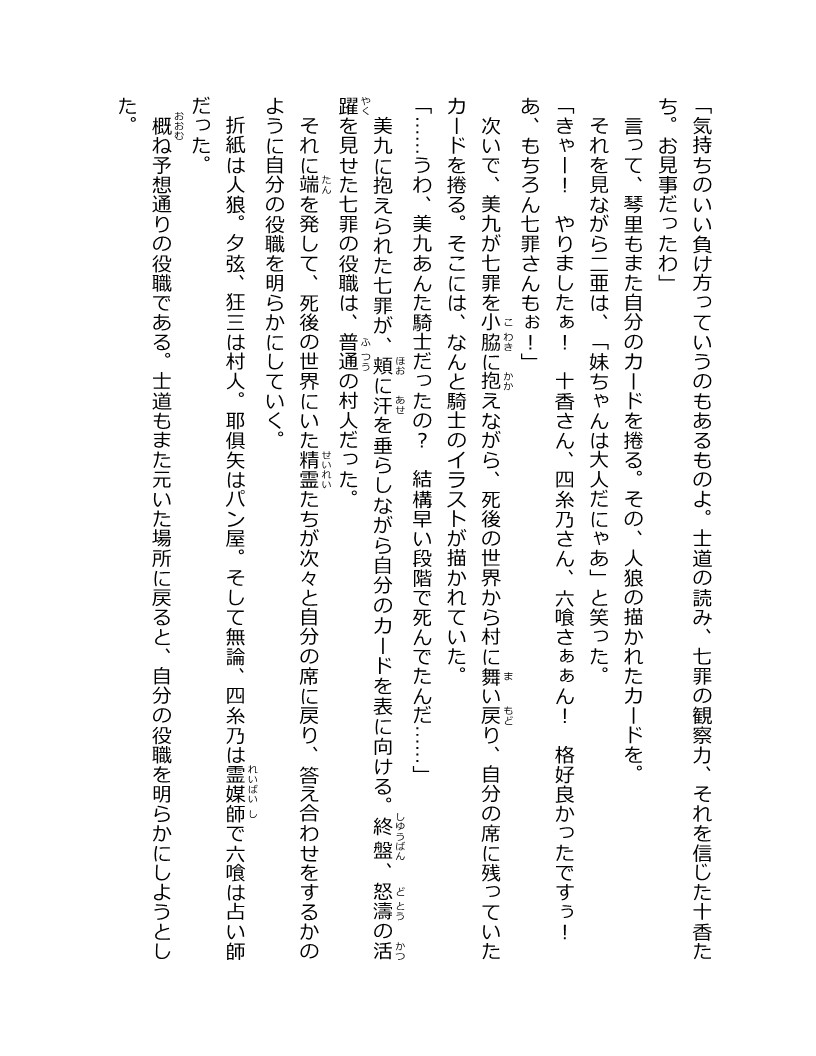 「気持ちのいい負け方っていうのもあるものよ。士道の読み、七罪の観察力、それを信じた十香た
ち。お見事だったわ」
　言って、琴里もまた自分のカードを捲る。その、人狼の描かれたカードを。
　それを見ながら二亜は、「妹ちゃんは大人だにゃあ」と笑った。
「きゃー！　やりましたぁ！　十香さん、四糸乃さん、六喰さぁぁん！　格好良かったですぅ！
あ、もちろん七罪さんもぉ！」
　次いで、美九が七罪を小脇に抱えながら、死後の世界から村に舞い戻り、自分の席に残っていた
カードを捲る。そこには、なんと騎士のイラストが描かれていた。
「……うわ、美九あんた騎士だったの？　結構早い段階で死んでたんだ……」
　美九に抱えられた七罪が、頬に汗を垂らしながら自分のカードを表に向ける。終盤、怒濤の活
躍を見せた七罪の役職は、普通の村人だった。
　それに端を発して、死後の世界にいた精霊たちが次々と自分の席に戻り、答え合わせをするかの
ように自分の役職を明らかにしていく。
　折紙は人狼。夕弦、狂三は村人。耶倶矢はパン屋。そして無論、四糸乃は霊媒師で六喰は占い師
だった。
　概ね予想通りの役職である。士道もまた元いた場所に戻ると、自分の役職を明らかにしようとし
た。